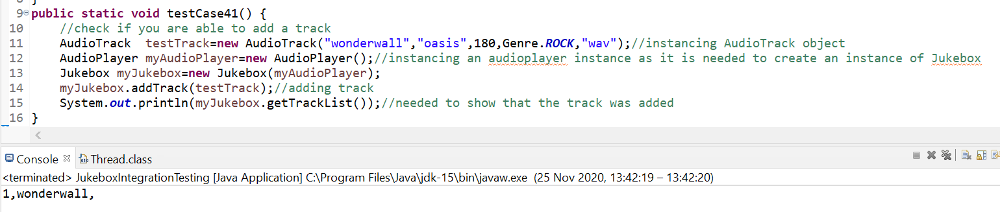 9 public static void testCase41() {
10 //check if you are able to add a track
11 AudioTrack  testTrack=new AudioTrack("wonderwall","oasis",180,Genre.ROCK,"wav");//instancing AudioTrack object
12 AudioPlayer myAudioPlayer=new AudioPlayer();//instancing an audioplayer instance as it is needed to create an instance of Jukebox
13 Jukebox myJukebox=new Jukebox(myAudioPlayer);
14 myJukebox.addTrack(testTrack);//adding track
15 System.out.println(myJukebox.getTrackList());//needed to show that the track was added
16 }
Console Thread.class
<terminated> JukeboxIntegrationTesting [Java Application] C:\Program Files\Java\jdk-15\bin\javaw.exe (25 Nov 2020, 13:42:19 – 13:42:20)
1,wonderwall,